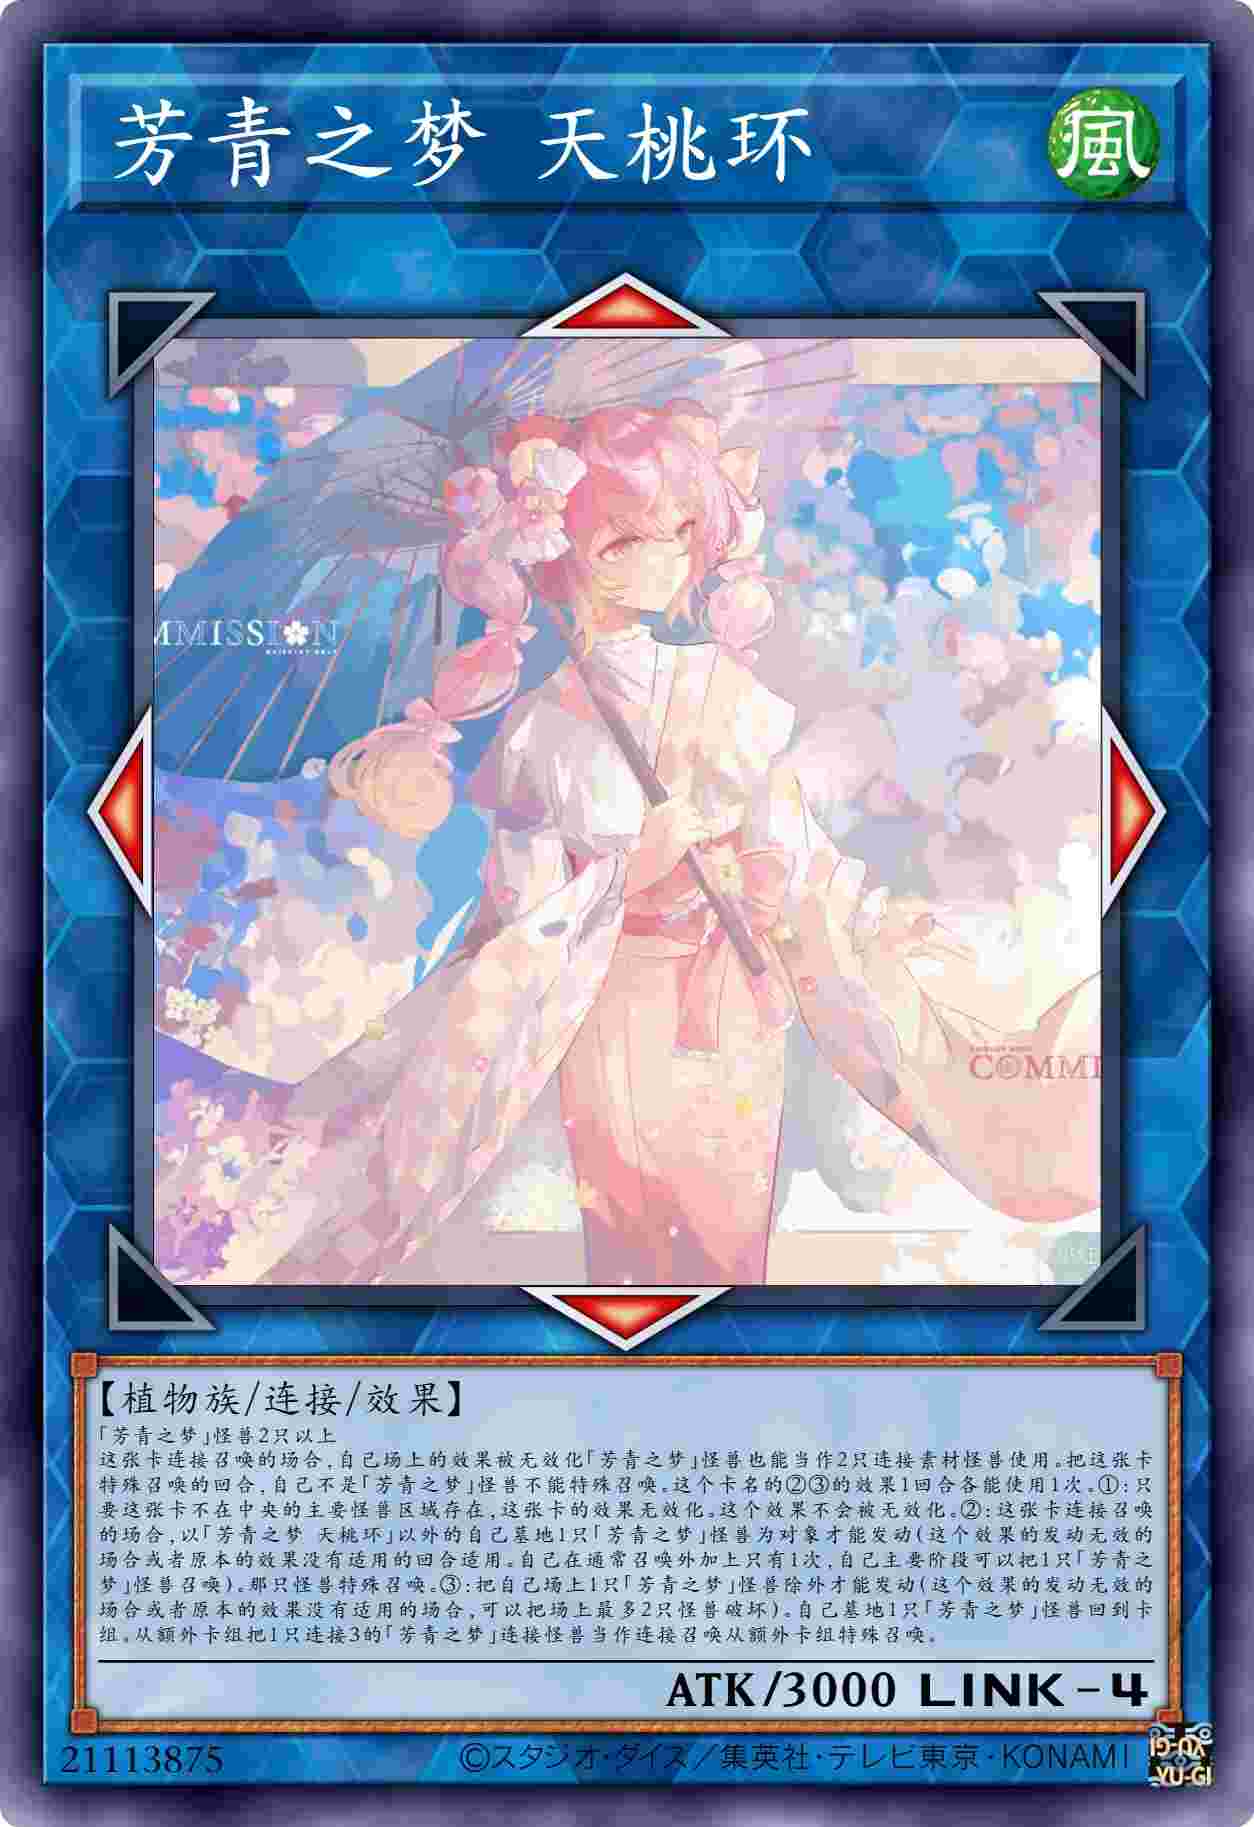 芳青之梦 天桃环
風
MMISSION
COMMI
【植物族/连接/效果】
「芳青之梦」怪兽2只以上
这张卡连接召唤的场合,自己场上的效果被无效化「芳青之梦」怪兽也能当作2只连接素材怪兽使用。把这张卡
特殊召唤的回合,自己不是「芳青之梦」怪兽不能特殊召唤。这个卡名的②③的效果1回合各能使用1次。①:只
要这张卡不在中央的主要怪兽区域存在,这张卡的效果无效化。这个效果不会被无效化。②:这张卡连接召唤
的场合,以「芳青之梦 天桃环」以外的自己墓地1只「芳青之梦」怪兽为对象才能发动(这个效果的发动无效的
场合或者原本的效果没有适用的回合适用。自己在通常召唤外加上只有1次,自己主要阶段可以把1只「芳青之
梦」怪兽召唤)。那只怪兽特殊召唤。③:把自己场上1只「芳青之梦」怪兽除外才能发动(这个效果的发动无效的
场合或者原本的效果没有适用的场合,可以把场上最多2只怪兽破坏)。自己墓地1只「芳青之梦」怪兽回到卡
组。从额外卡组把1只连接3的「芳青之梦」连接怪兽当作连接召唤从额外卡组特殊召唤。
ATK/3000 LINK-4
21113875
©スタジオ・ダイス/集英社・テレビ東京・KONAMI
YU-GI
YU-GI